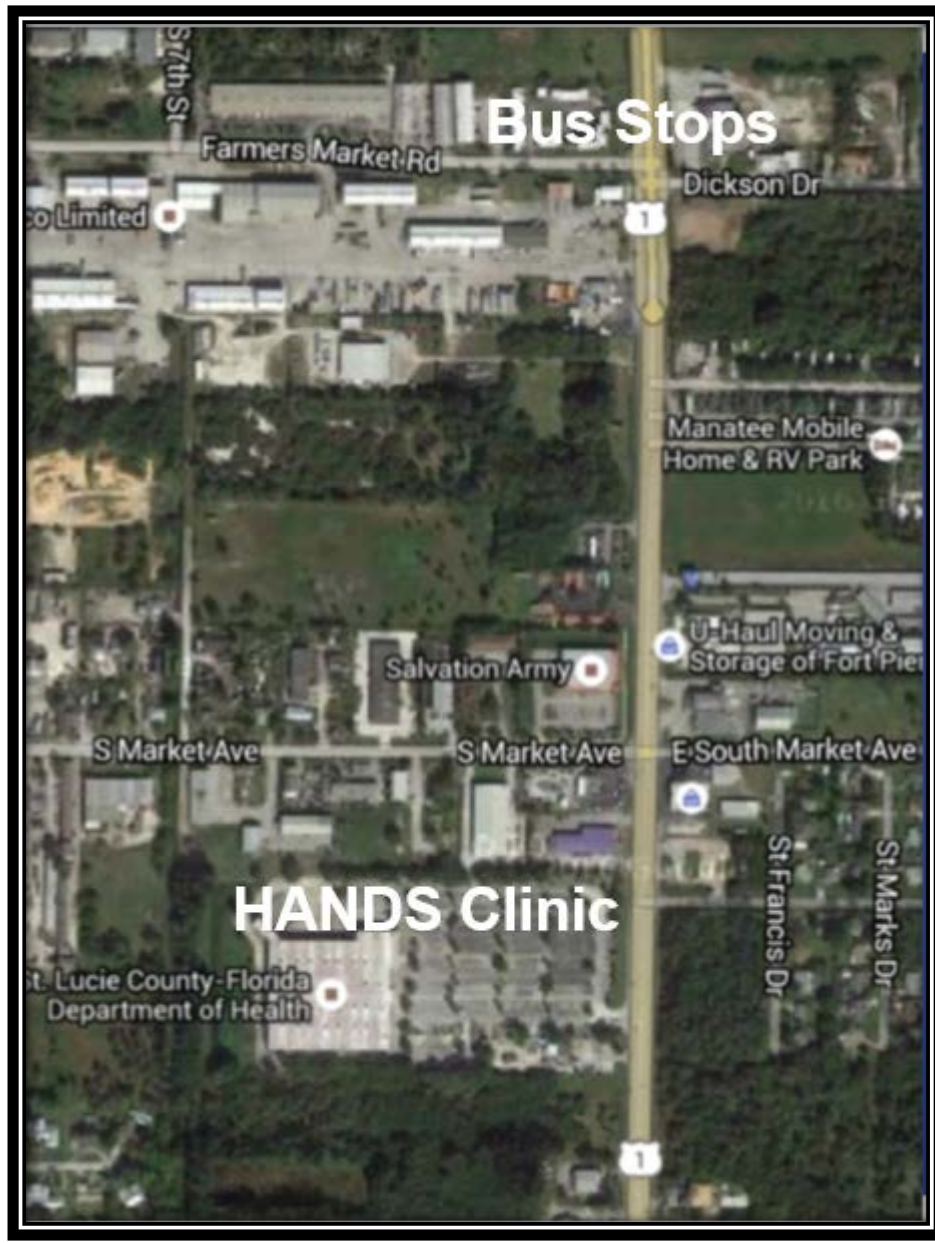 S 7th St
Bus Stops
Farmers Market Rd
Dickson Dr
co Limited
1
Manatee Mobile
Home & RV Park
U-Haul Moving &
Storage of Fort Pier
Salvation Army
S Market Ave
S Market Ave
E South Market Ave
St Francis Dr
St Marks Dr
HANDS Clinic
St. Lucie County-Florida
Department of Health
1